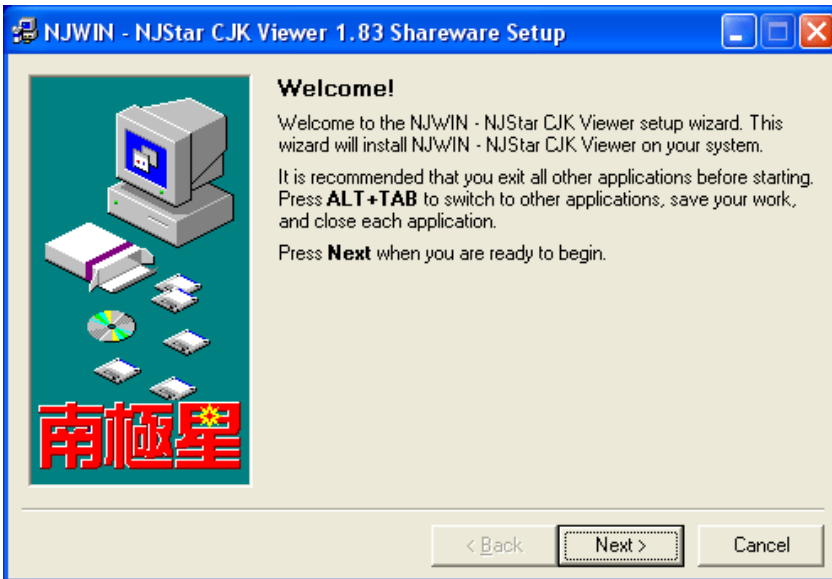 NJWIN - NJStar CJK Viewer 1.83 Shareware Setup
Welcome!
Welcome to the NJWIN - NJStar CJK Viewer setup wizard. This
wizard will install NJWIN - NJStar CJK Viewer on your system.
It is recommended that you exit all other applications before starting.
Press ALT+TAB to switch to other applications, save your work,
and close each application.
Press Next when you are ready to begin.
南極星
< Back
Next >
Cancel